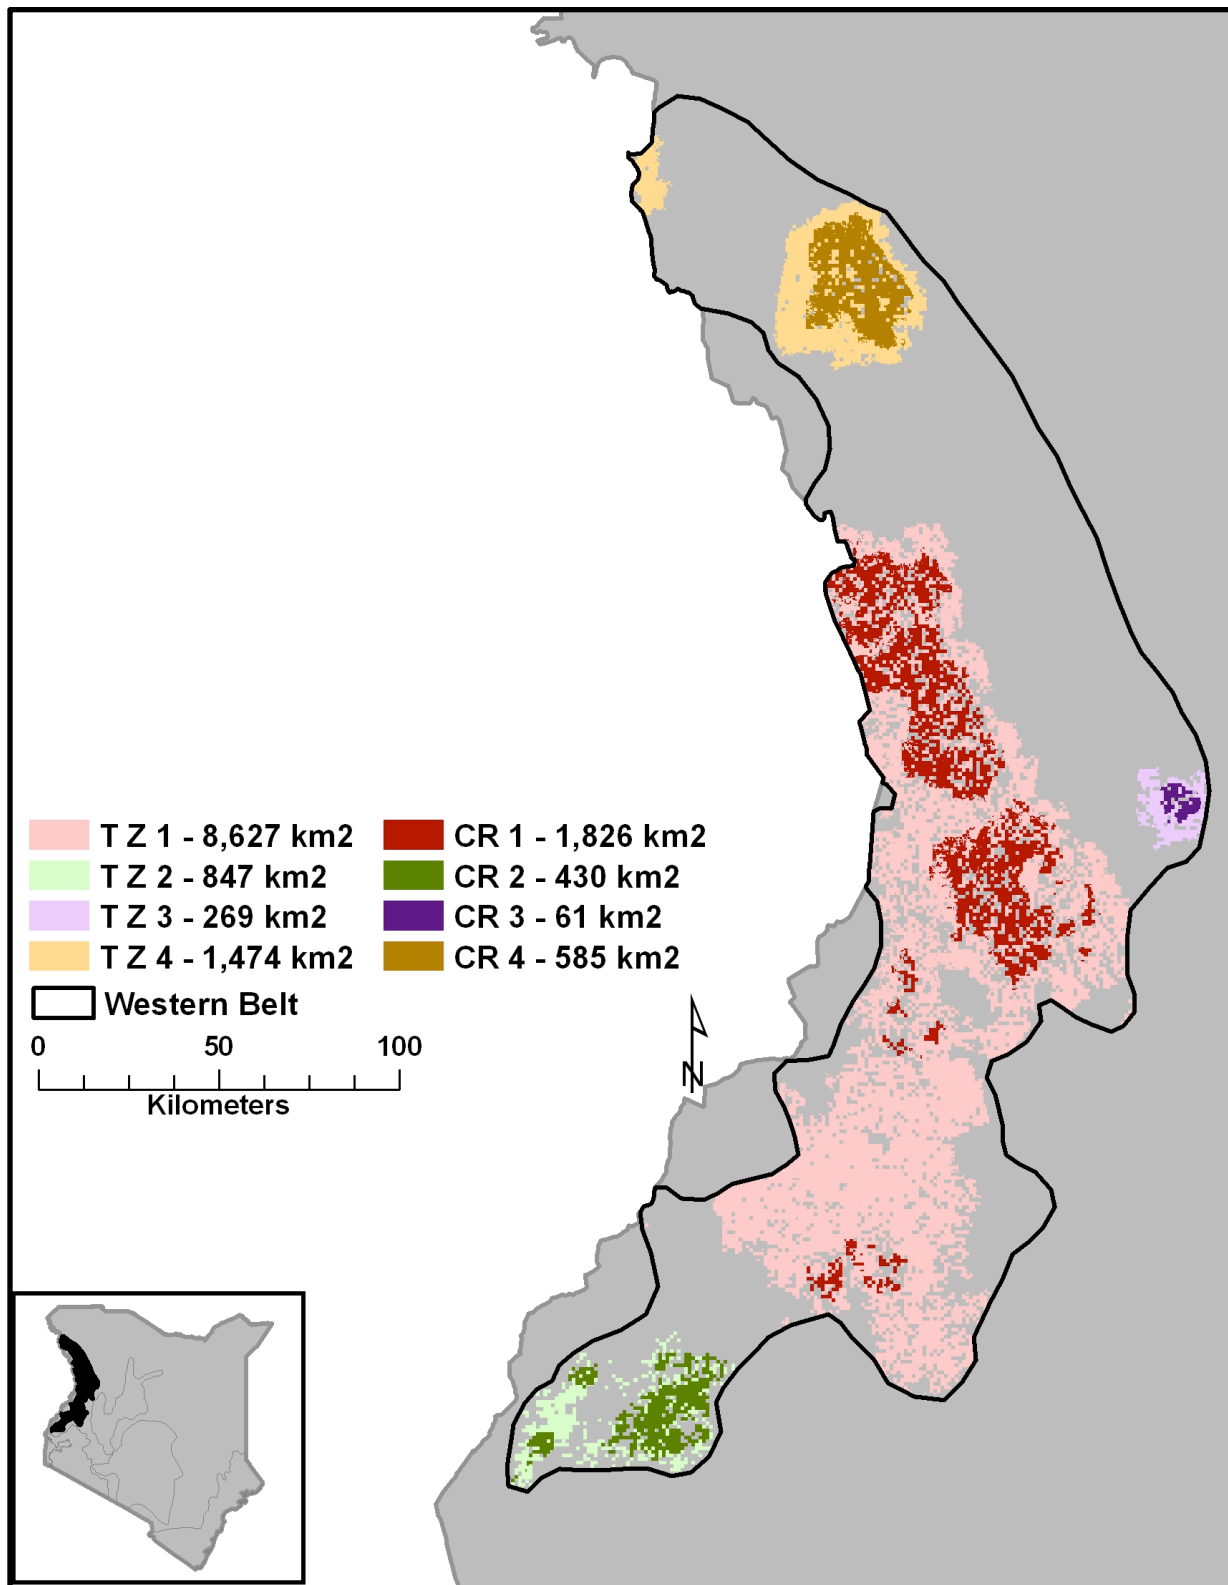 T Z 1 - 8,627 km2 CR 1 - 1,826 km2
T Z 2 - 847 km2 CR 2 - 430 km2
T Z 3 - 269 km2 CR 3 - 61 km2
T Z 4 - 1,474 km2 CR 4 - 585 km2
Western Belt
0 50 100
Kilometers
N